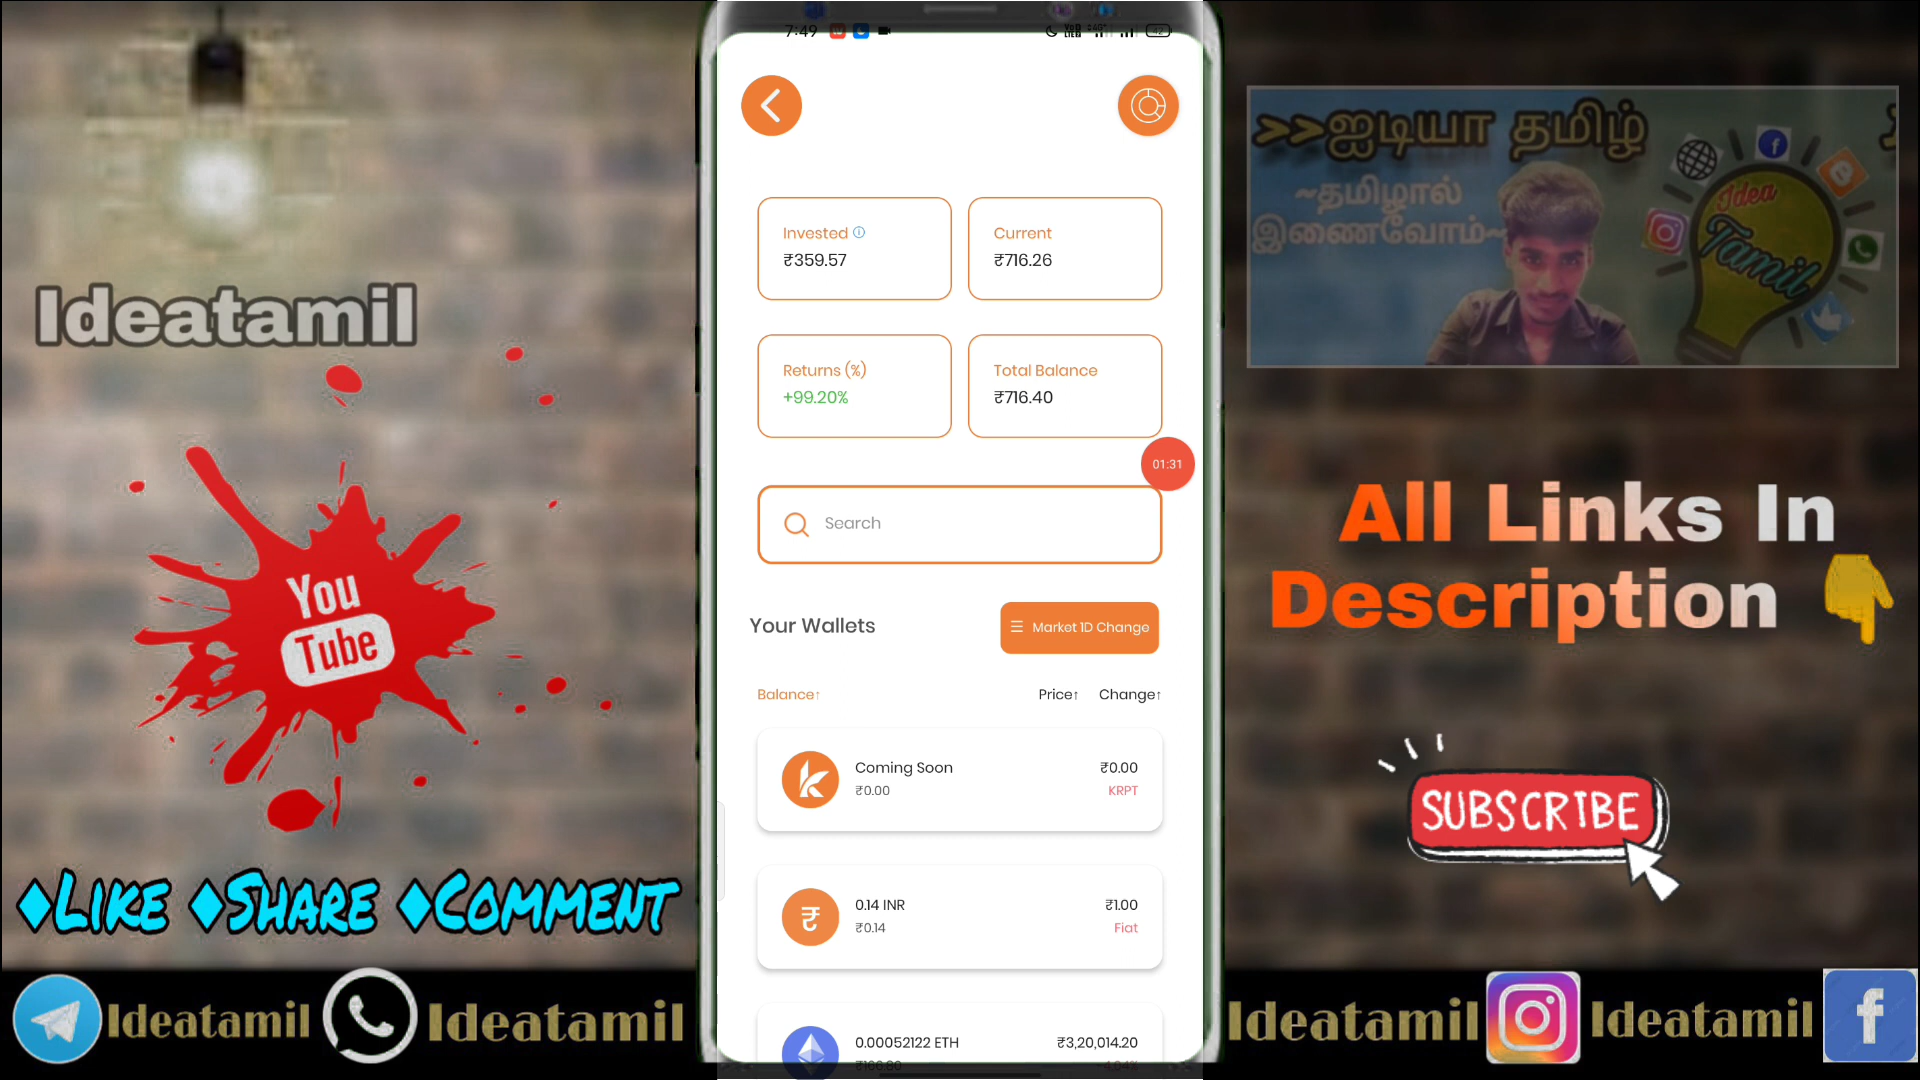 7:49
Invested
Current
₹359.57
₹716.26
Returns (%)
Total Balance
+99.20%
₹716.40
01:31
Search
Your Wallets
Market 1D Change
Balance↑
Price↑
Change↑
Coming Soon
₹0.00
₹0.00
KRPT
0.14 INR
₹1.00
₹0.14
Fiat
0.00052122 ETH
₹3,20,014.20
Ideatamil
You
Tube
♦LIKE ♦SHARE ♦COMMENT
>>ஐடியா தமிழ்
~தமிழால்
இணைவோம்~
Idea
Tamil
All Links In
Description 👇
SUBSCRIBE
Ideatamil
Ideatamil
Ideatamil
Ideatamil